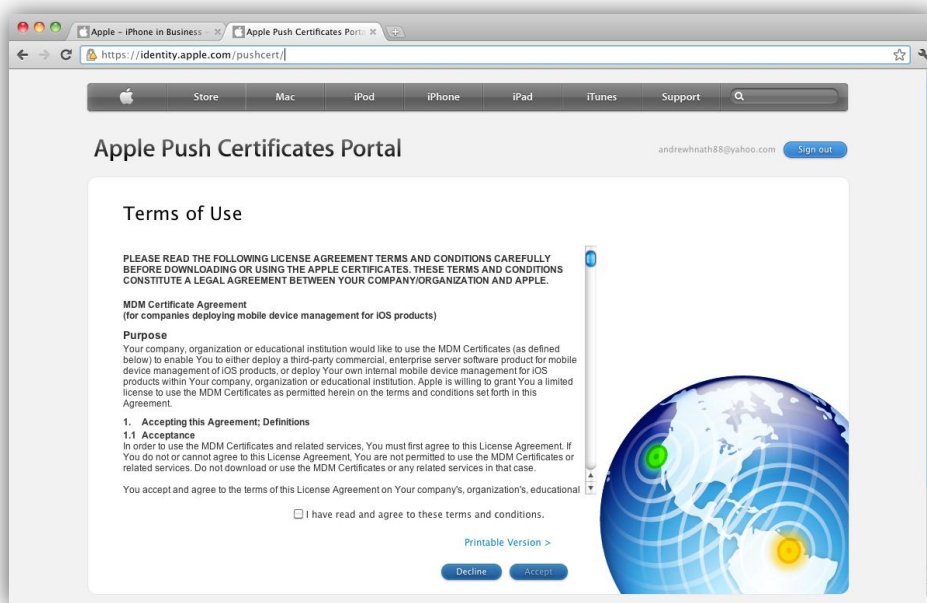 Apple – iPhone in Business –
Apple Push Certificates Porta
https://identity.apple.com/pushcert/
Store Mac iPod iPhone iPad iTunes Support
Apple Push Certificates Portal
andrewhnath88@yahoo.com Sign out
Terms of Use
PLEASE READ THE FOLLOWING LICENSE AGREEMENT TERMS AND CONDITIONS CAREFULLY
BEFORE DOWNLOADING OR USING THE APPLE CERTIFICATES. THESE TERMS AND CONDITIONS
CONSTITUTE A LEGAL AGREEMENT BETWEEN YOUR COMPANY/ORGANIZATION AND APPLE.
MDM Certificate Agreement
(for companies deploying mobile device management for iOS products)
Purpose
Your company, organization or educational institution would like to use the MDM Certificates (as defined
below) to enable You to either deploy a third-party commercial, enterprise server software product for mobile
device management of iOS products, or deploy Your own internal mobile device management for iOS
products within Your company, organization or educational institution. Apple is willing to grant You a limited
license to use the MDM Certificates as permitted herein on the terms and conditions set forth in this
Agreement.
1. Accepting this Agreement; Definitions
1.1 Acceptance
In order to use the MDM Certificates and related services, You must first agree to this License Agreement. If
You do not or cannot agree to this License Agreement, You are not permitted to use the MDM Certificates or
related services. Do not download or use the MDM Certificates or any related services in that case.
You accept and agree to the terms of this License Agreement on Your company's, organization's, educational
I have read and agree to these terms and conditions.
Printable Version >
Decline Accept